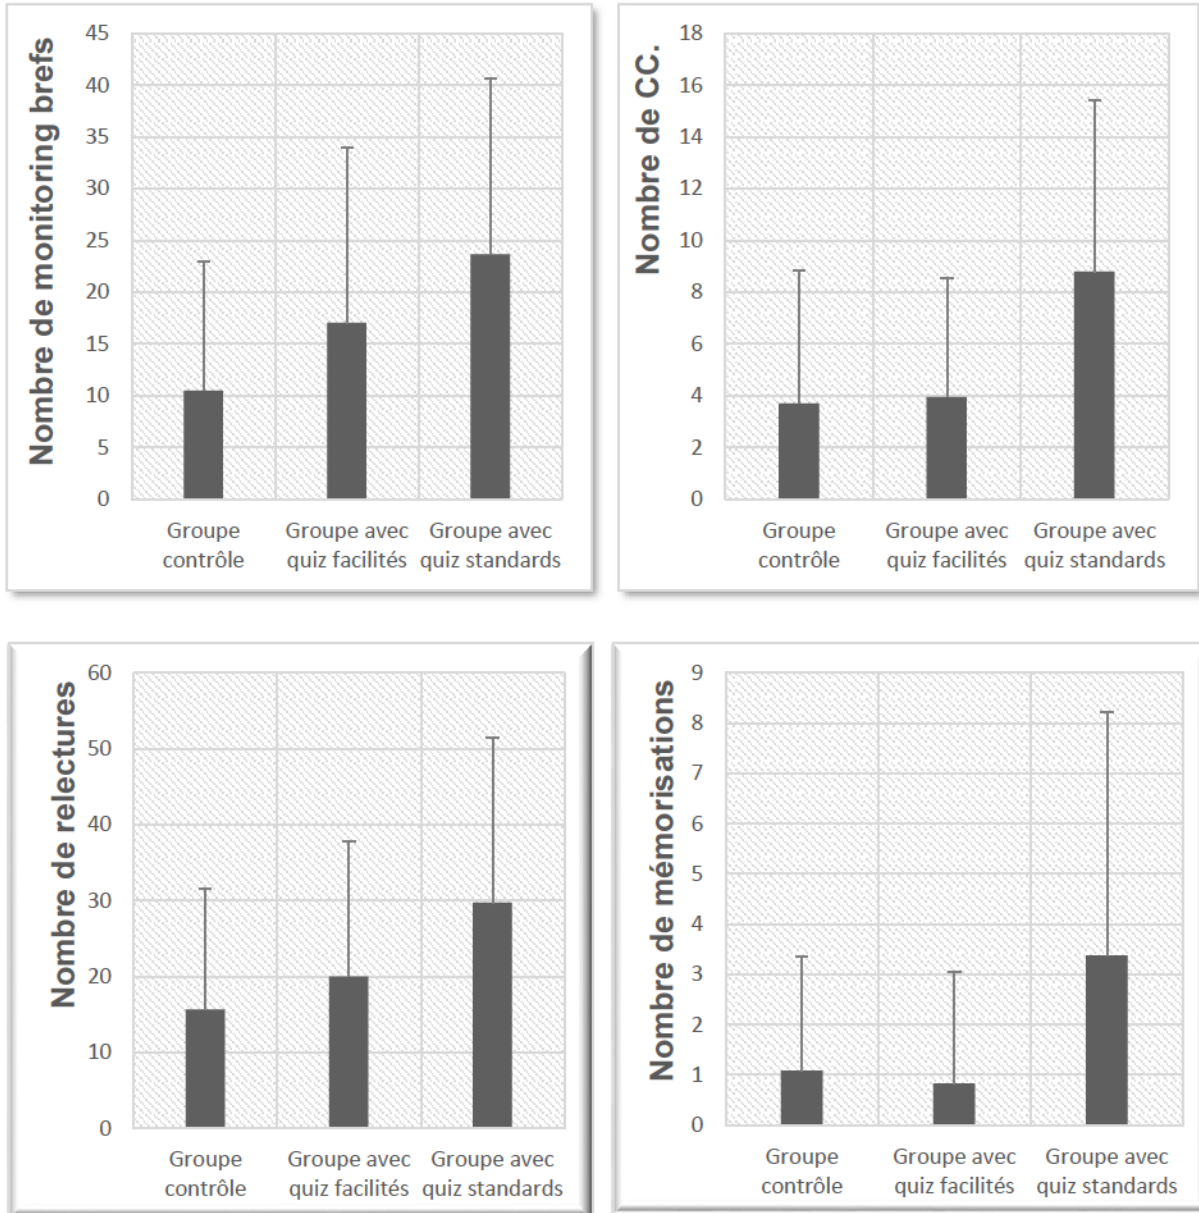 Nombre de monitoring brefs
45
40
35
30
25
20
15
10
5
0
Groupe contrôle
Groupe avec quiz facilités
Groupe avec quiz standards
Nombre de CC.
18
16
14
12
10
8
6
4
2
0
Groupe contrôle
Groupe avec quiz facilités
Groupe avec quiz standards
Nombre de relectures
60
50
40
30
20
10
0
Groupe contrôle
Groupe avec quiz facilités
Groupe avec quiz standards
Nombre de mémorisations
9
8
7
6
5
4
3
2
1
0
Groupe contrôle
Groupe avec quiz facilités
Groupe avec quiz standards